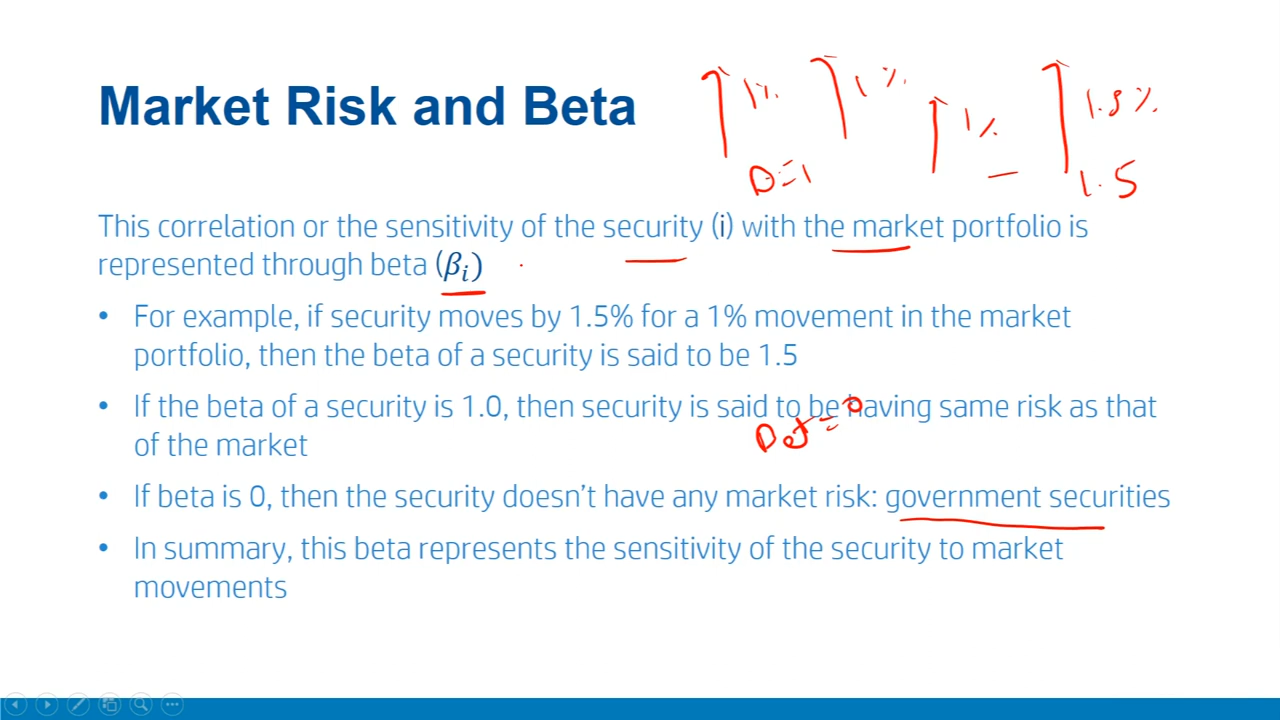 Market Risk and Beta
1%
1%
1%
1.5%
1.5
This correlation or the sensitivity of the security (i) with the market portfolio is
represented through beta (βᵢ)
• For example, if security moves by 1.5% for a 1% movement in the market
portfolio, then the beta of a security is said to be 1.5
• If the beta of a security is 1.0, then security is said to be having same risk as that
of the market
• If beta is 0, then the security doesn't have any market risk: government securities
• In summary, this beta represents the sensitivity of the security to market
movements